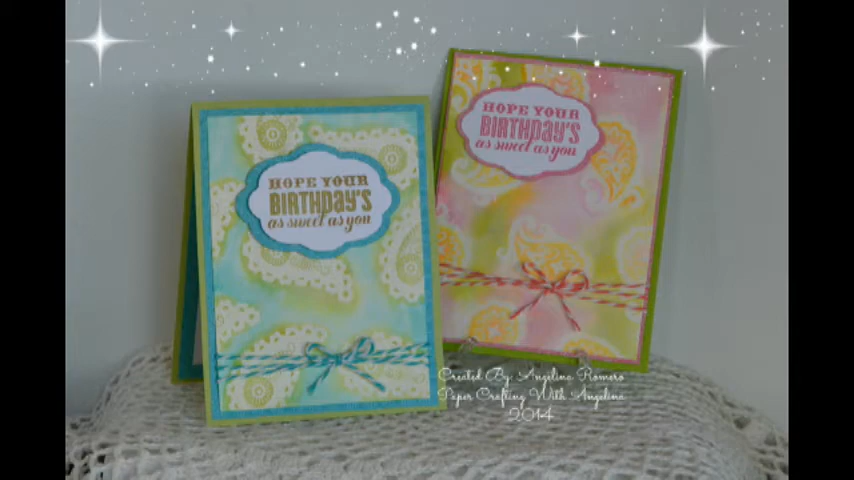 HOPE YOUR
BIRTHDAY'S
as sweet as you
HOPE YOUR
BIRTHDAY'S
as sweet as you
Created By: Angelina Romero
Paper Crafting With Angelina
2014